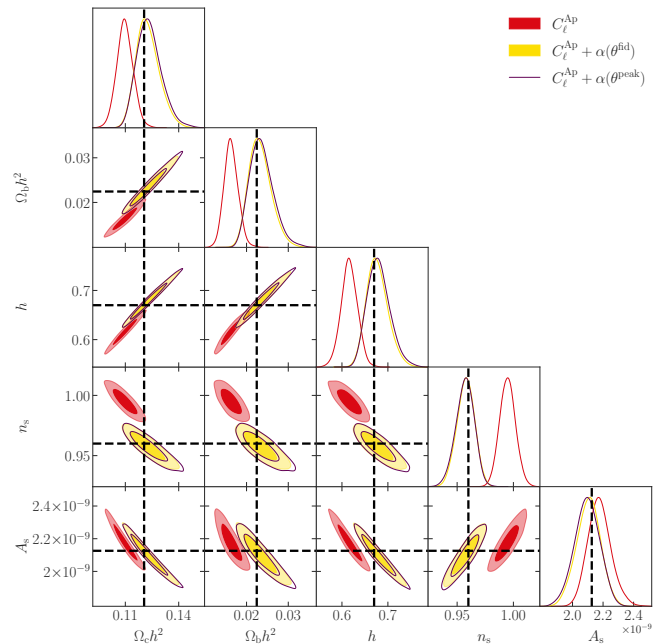 C_ℓ^Ap
C_ℓ^Ap + α(θ^fid)
C_ℓ^Ap + α(θ^peak)
Ω_b h²
0.03
0.02
h
0.7
0.6
n_s
1.00
0.95
A_s
2.4×10⁻⁹
2.2×10⁻⁹
2×10⁻⁹
0.11 0.14 0.02 0.03 0.6 0.7 0.95 1.00 2.0 2.2 2.4
×10⁻⁹
Ω_c h² Ω_b h² h n_s A_s